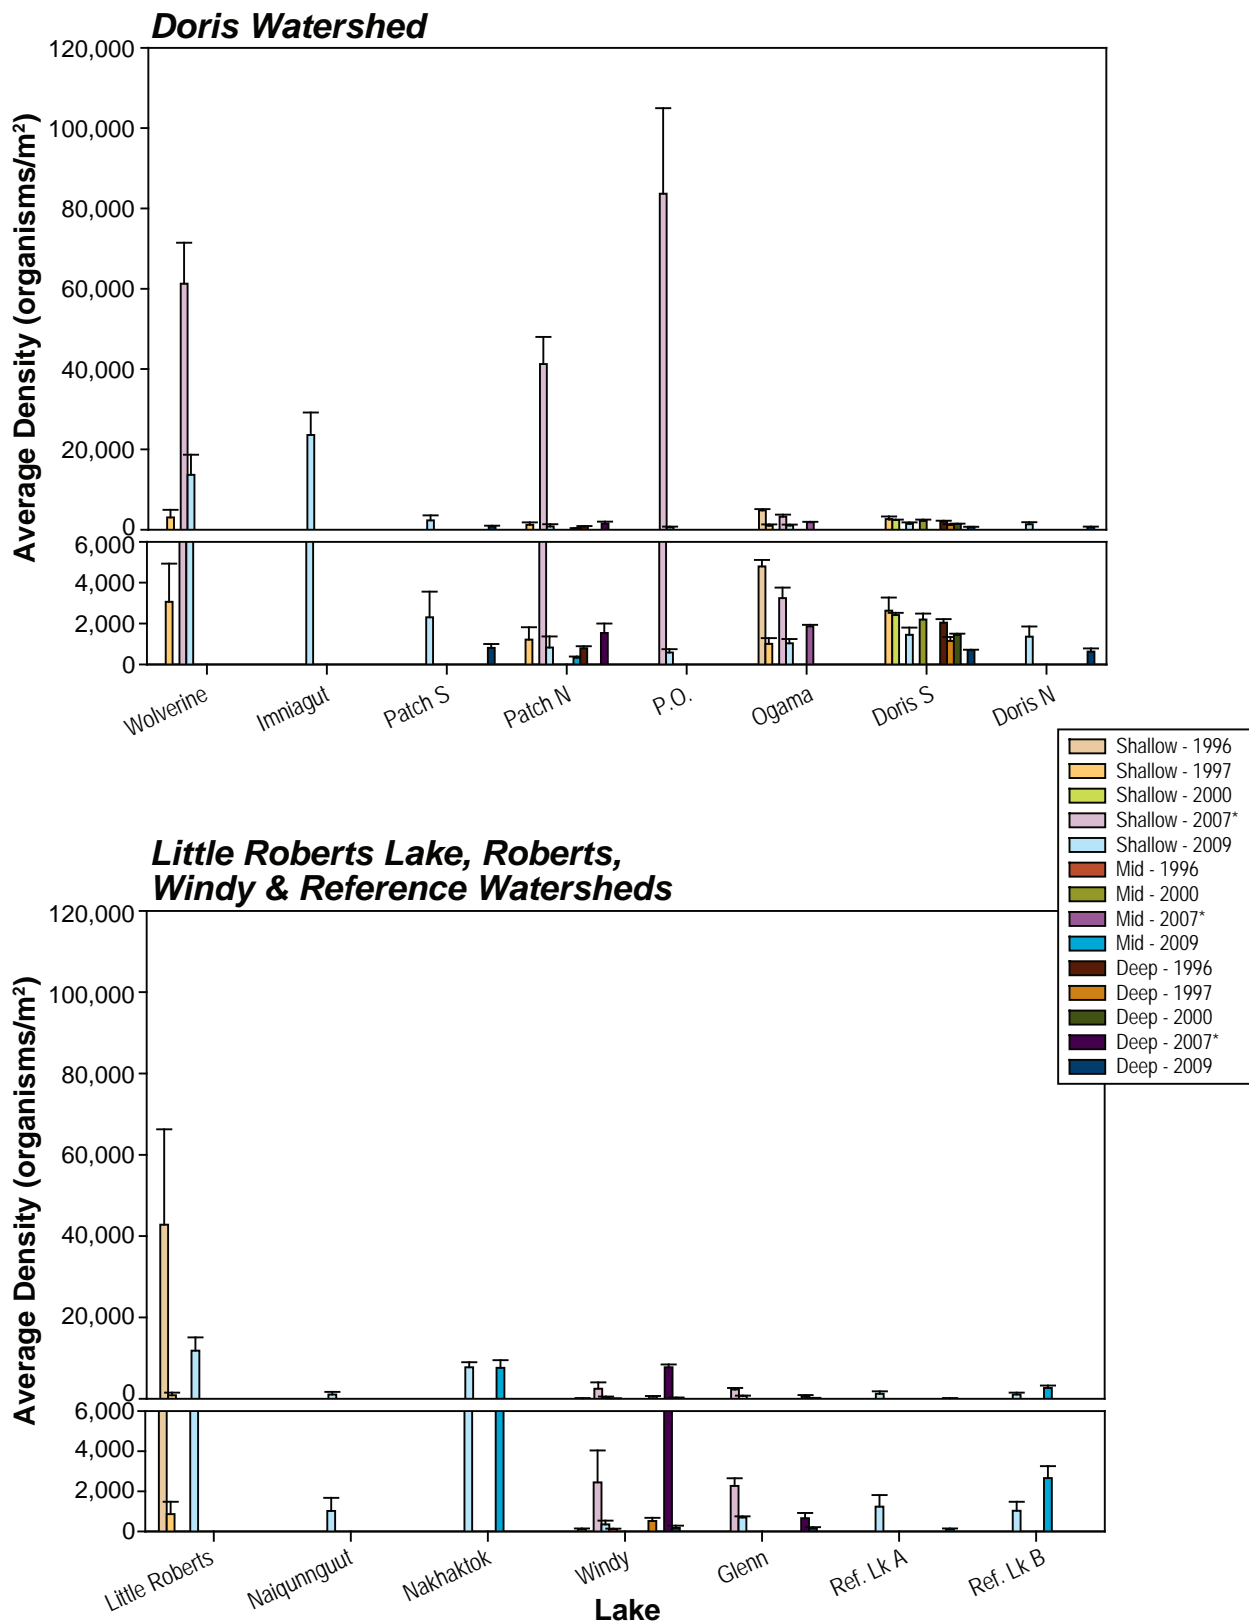 Doris Watershed
Average Density (organisms/m²)
120,000
100,000
80,000
60,000
40,000
20,000
0
6,000
4,000
2,000
0
Wolverine
Imniagut
Patch S
Patch N
P.O.
Ogama
Doris S
Doris N
Shallow - 1996
Shallow - 1997
Shallow - 2000
Shallow - 2007*
Shallow - 2009
Mid - 1996
Mid - 2000
Mid - 2007*
Mid - 2009
Deep - 1996
Deep - 1997
Deep - 2000
Deep - 2007*
Deep - 2009
Little Roberts Lake, Roberts,
Windy & Reference Watersheds
Average Density (organisms/m²)
120,000
100,000
80,000
60,000
40,000
20,000
0
6,000
4,000
2,000
0
Little Roberts
Naiqunnguut
Nakhaktok
Windy
Glenn
Ref. Lk A
Ref. Lk B
Lake